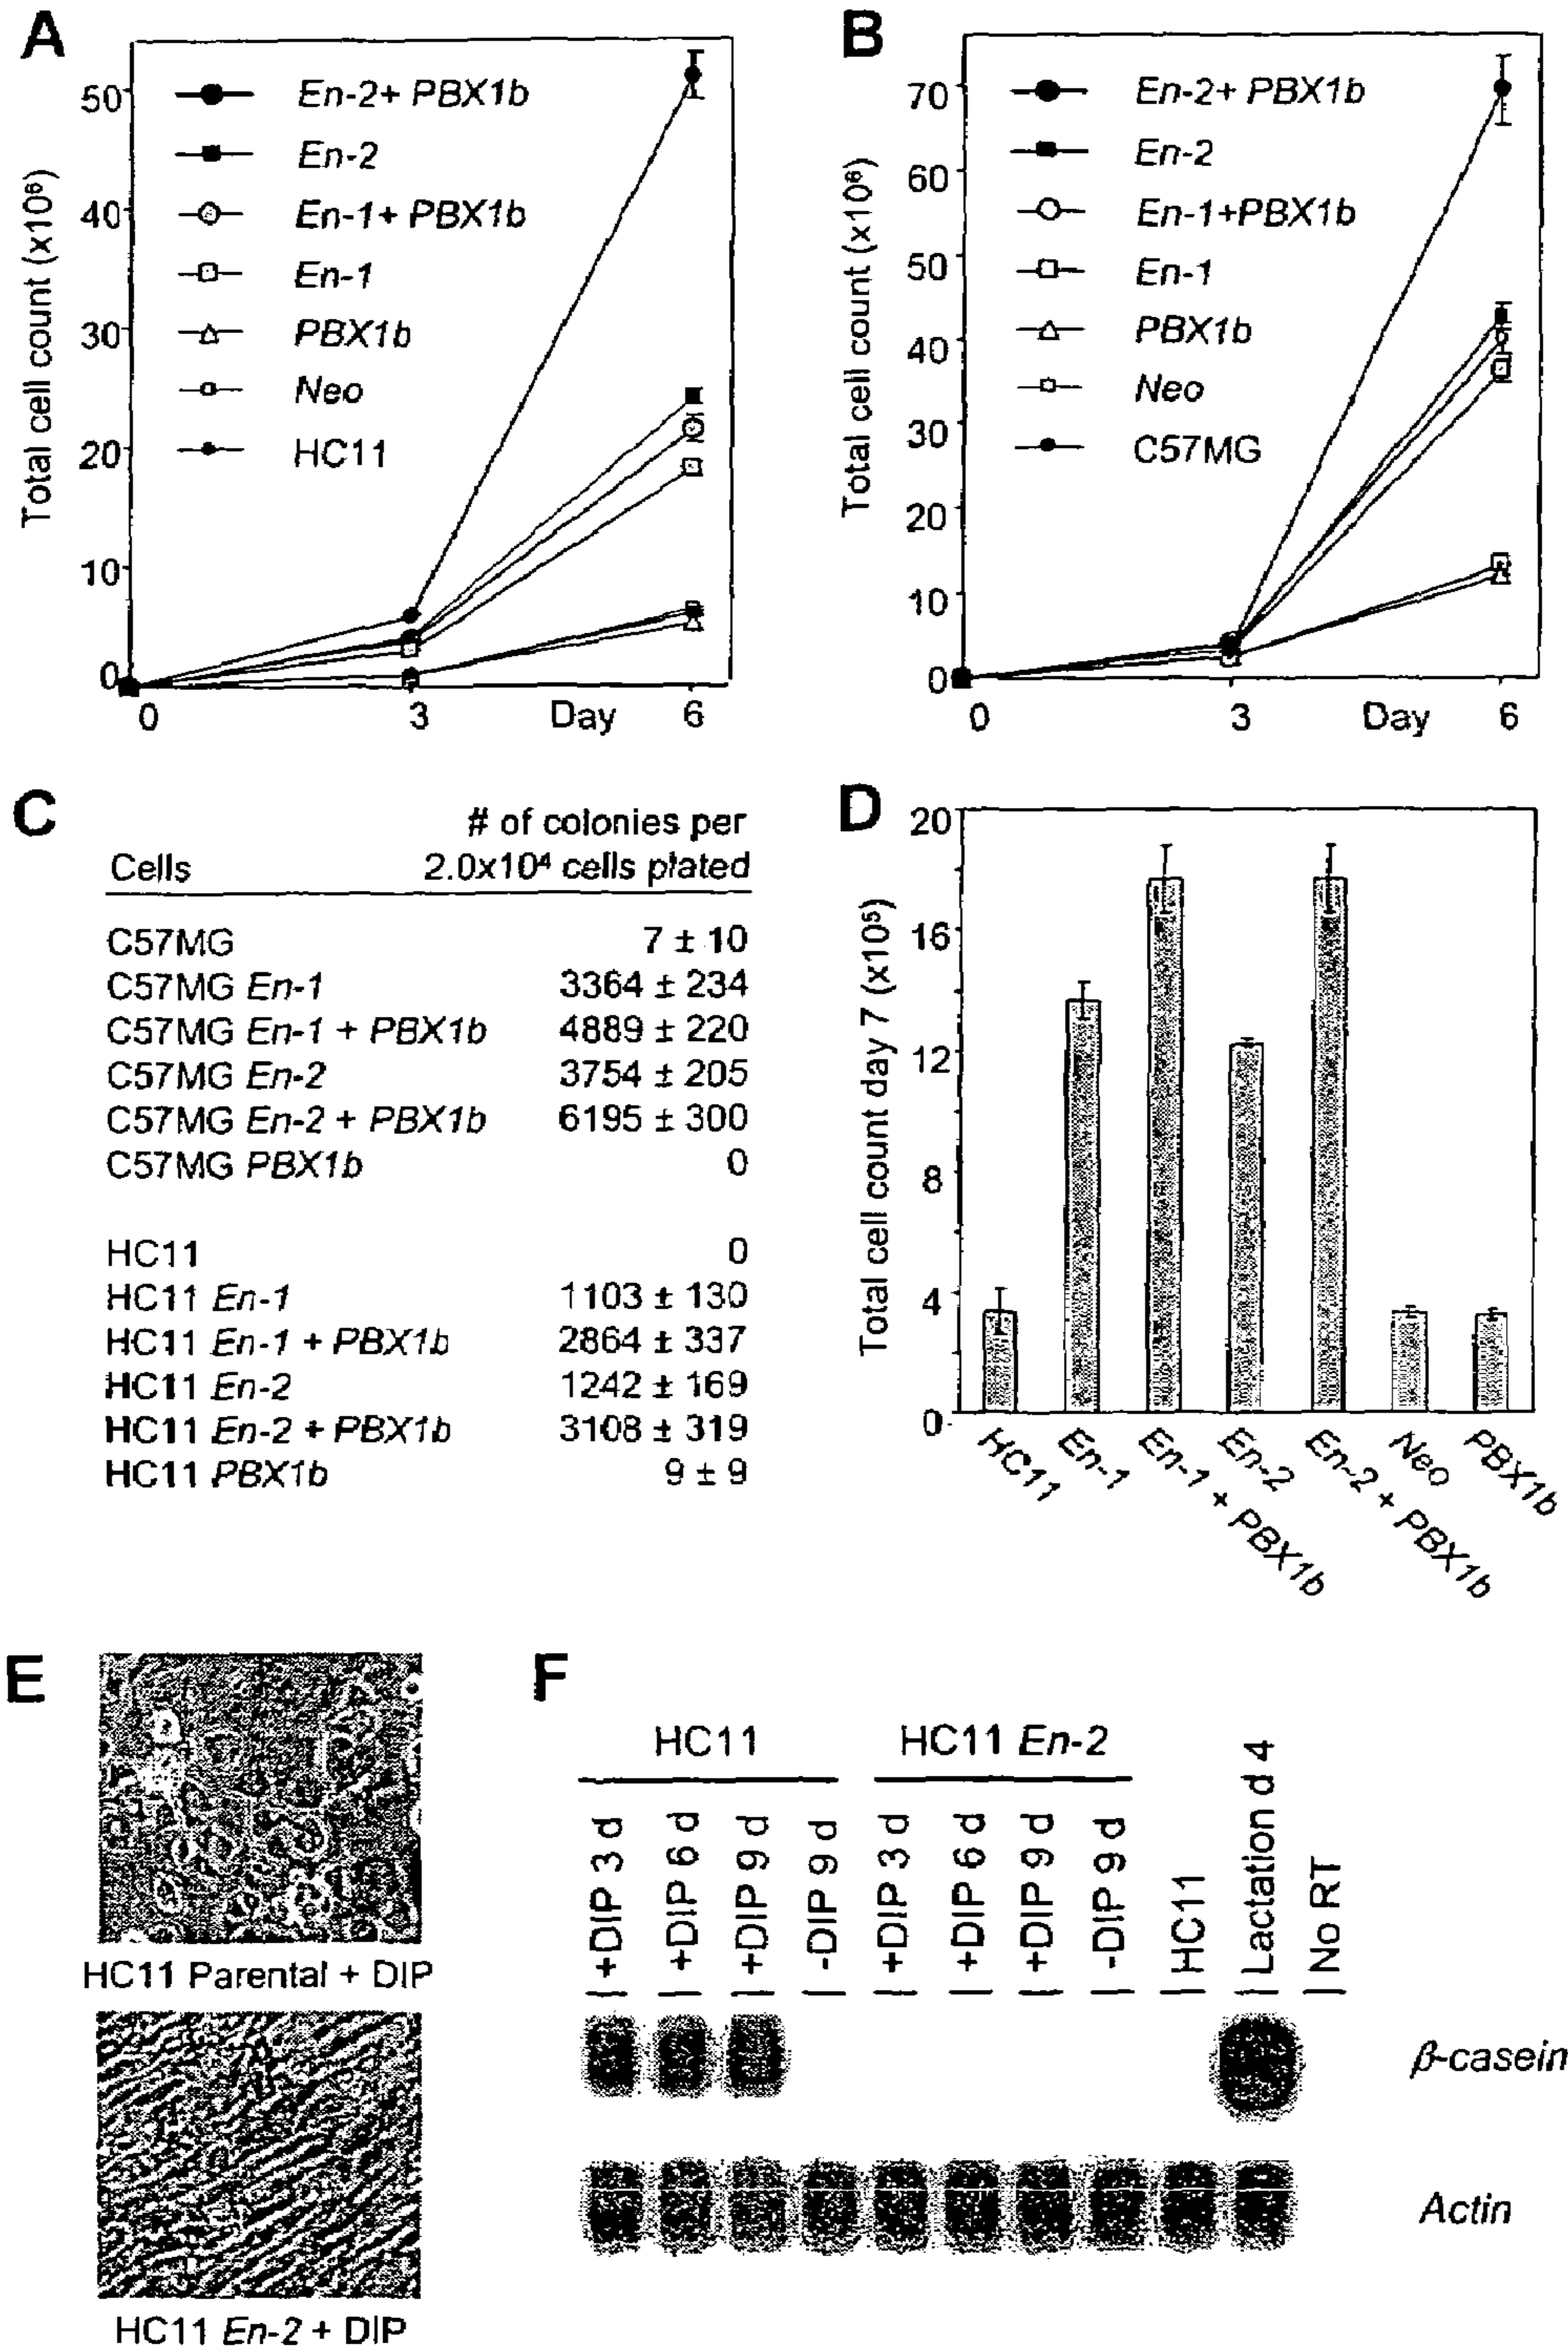 A
Total cell count (x10⁶)
50
40
30
20
10
0
En-2+ PBX1b
En-2
En-1+ PBX1b
En-1
PBX1b
Neo
HC11
0 3 Day 6
B
Total cell count (x10⁶)
70
60
50
40
30
20
10
0
En-2+ PBX1b
En-2
En-1+PBX1b
En-1
PBX1b
Neo
C57MG
0 3 Day 6
C
# of colonies per
Cells 2.0x10⁴ cells plated
C57MG 7 ± 10
C57MG En-1 3364 ± 234
C57MG En-1 + PBX1b 4889 ± 220
C57MG En-2 3754 ± 205
C57MG En-2 + PBX1b 6195 ± 300
C57MG PBX1b 0
HC11 0
HC11 En-1 1103 ± 130
HC11 En-1 + PBX1b 2864 ± 337
HC11 En-2 1242 ± 169
HC11 En-2 + PBX1b 3108 ± 319
HC11 PBX1b 9 ± 9
D
Total cell count day 7 (x10⁵)
20
16
12
8
4
0
HC11
En-1
En-1 + PBX1b
En-2
En-2 + PBX1b
Neo
PBX1b
E
HC11 Parental + DIP
HC11 En-2 + DIP
F
HC11 HC11 En-2
+DIP 3 d
+DIP 6 d
+DIP 9 d
-DIP 9 d
+DIP 3 d
+DIP 6 d
+DIP 9 d
-DIP 9 d
HC11
Lactation d 4
No RT
β-casein
Actin